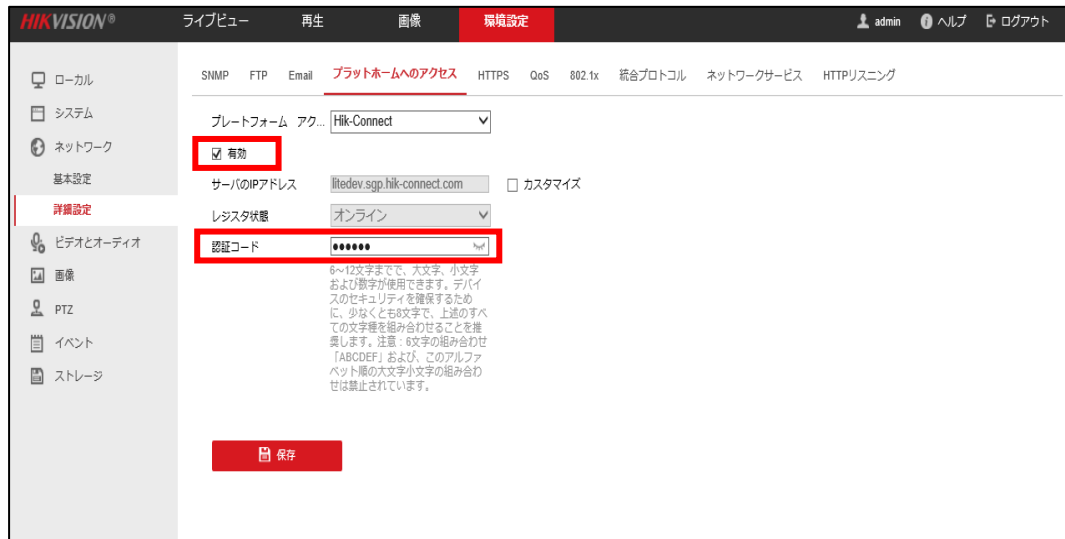 HIKVISION®
ライブビュー 再生 画像 環境設定 admin ヘルプ ログアウト
ローカル
システム
ネットワーク
基本設定
詳細設定
ビデオとオーディオ
画像
PTZ
イベント
ストレージ
SNMP FTP Email プラットホームへのアクセス HTTPS QoS 802.1x 統合プロトコル ネットワークサービス HTTPリスニング
プレートフォーム アク... Hik-Connect
有効
サーバのIPアドレス litedev.sgp.hik-connect.com カスタマイズ
レジスタ状態 オンライン
認証コード ●●●●●●
6～12文字までで、大文字、小文字
および数字が使用できます。デバイ
スのセキュリティを確保するため
に、少なくとも8文字で、上述のすべ
ての文字種を組み合わせることを推
奨します。注意：6文字の組み合わせ
「ABCDEF」および、このアルファ
ベット順の大文字小文字の組み合わ
せは禁止されています。
保存